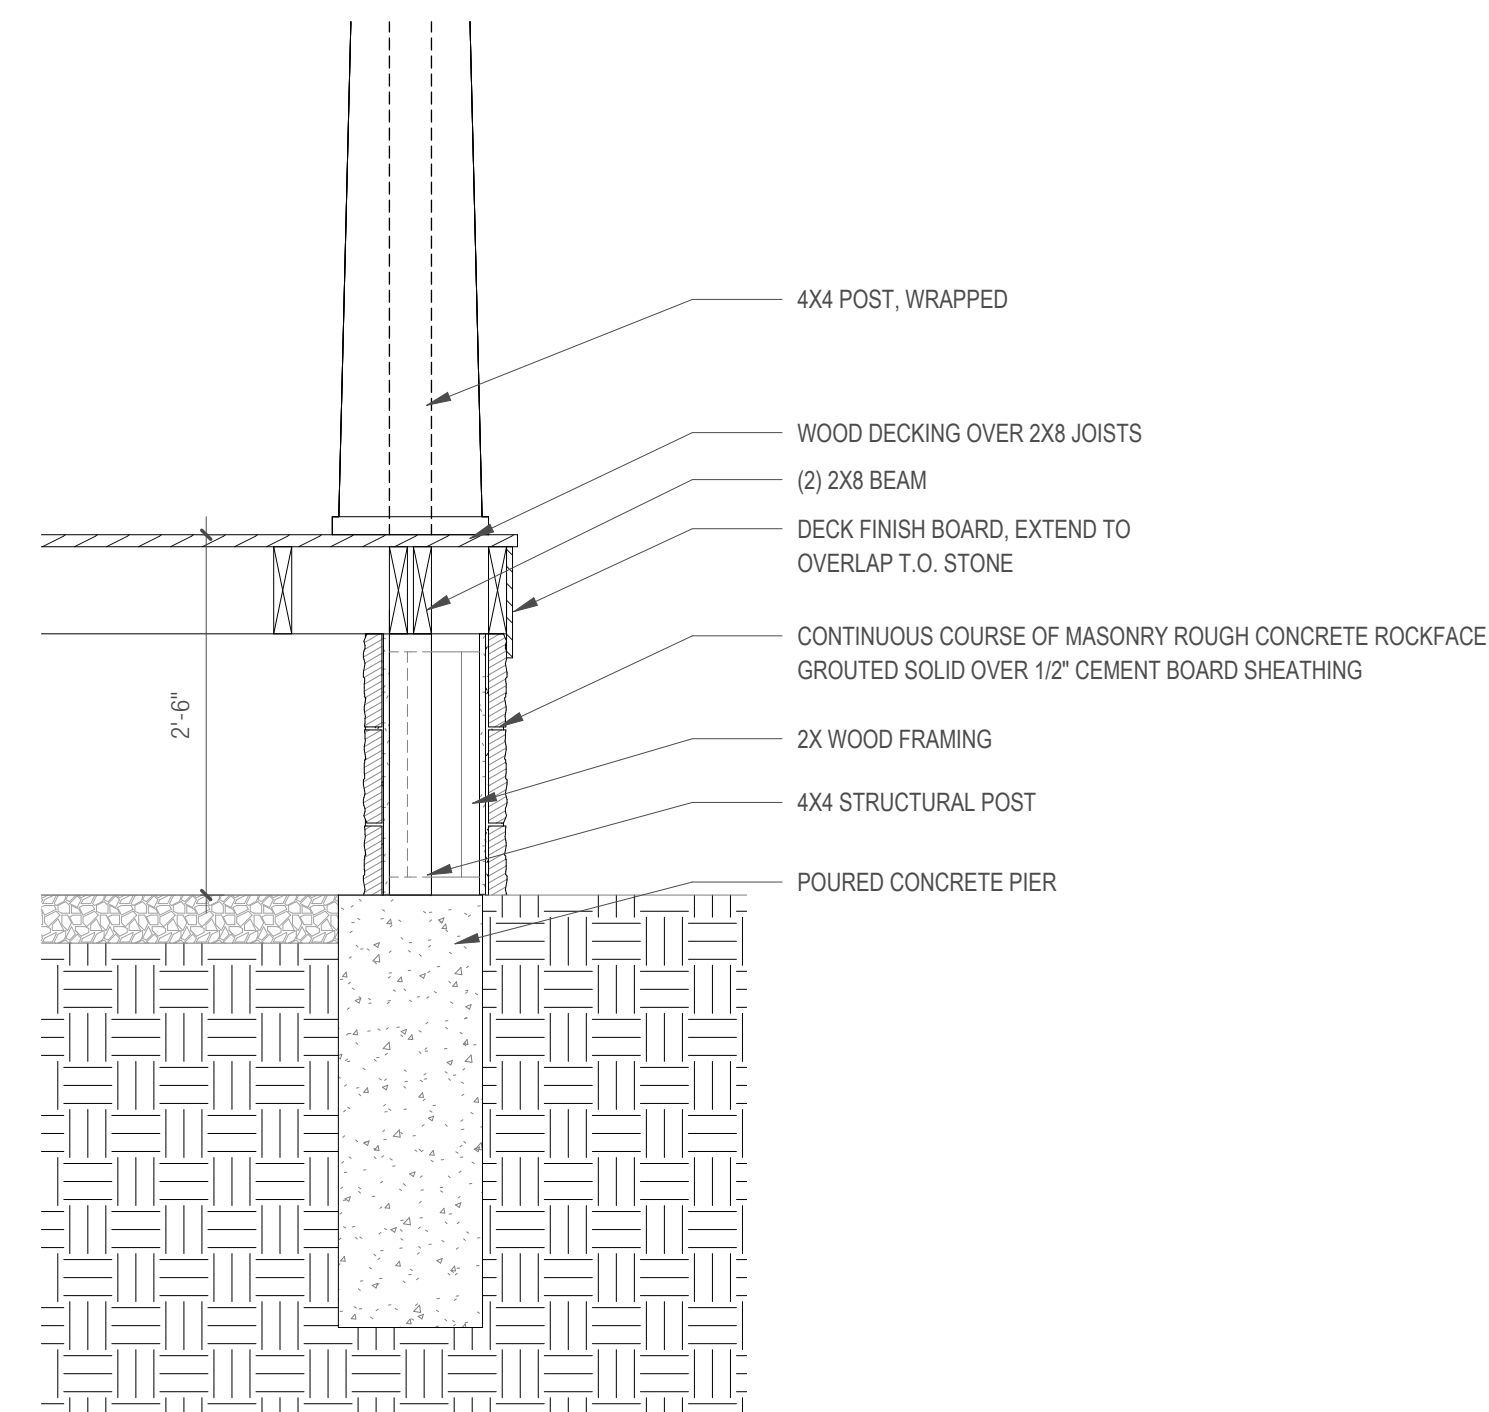 4X4 POST, WRAPPED
WOOD DECKING OVER 2X8 JOISTS
(2) 2X8 BEAM
DECK FINISH BOARD, EXTEND TO
OVERLAP T.O. STONE
CONTINUOUS COURSE OF MASONRY ROUGH CONCRETE ROCKFACE
GROUTED SOLID OVER 1/2" CEMENT BOARD SHEATHING
2'-6"
2X WOOD FRAMING
4X4 STRUCTURAL POST
POURED CONCRETE PIER